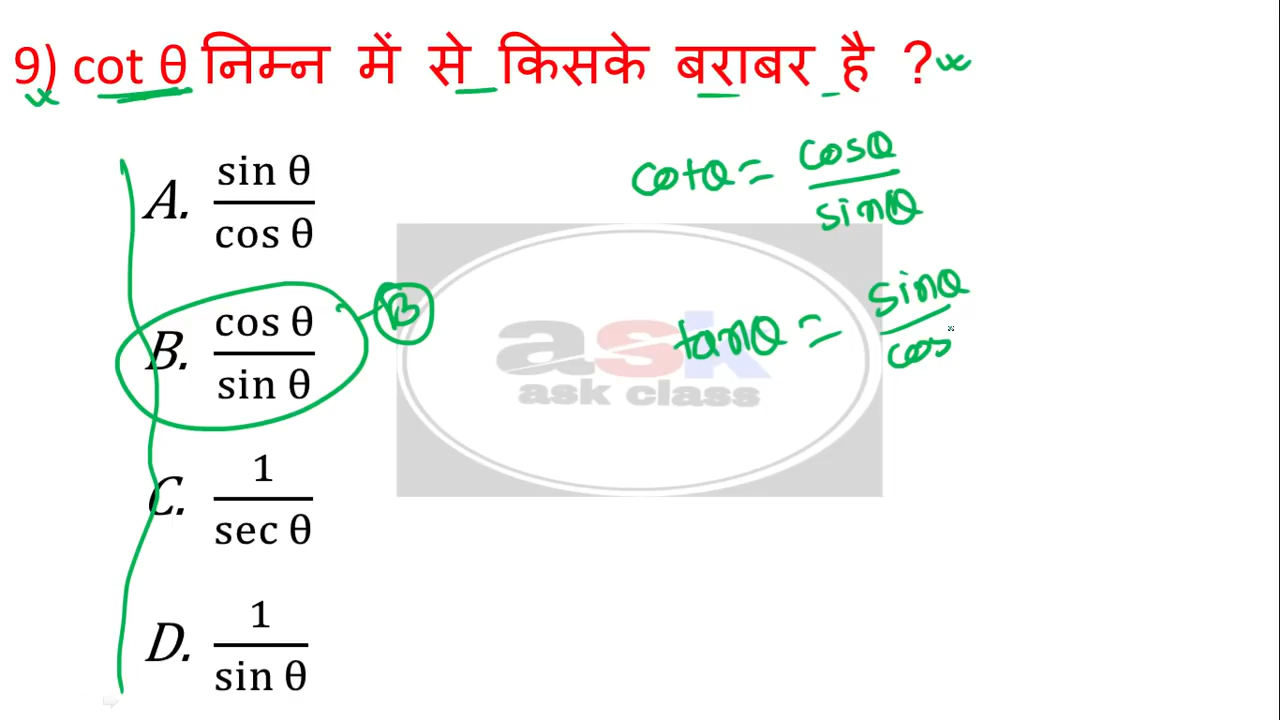 9) cot θ निम्न में से किसके बराबर है ?
A. sin θ / cos θ
B. cos θ / sin θ
C. 1 / sec θ
D. 1 / sin θ
B
cotθ = cosθ / sinθ
tanθ = sinθ / cos
ask
ask class